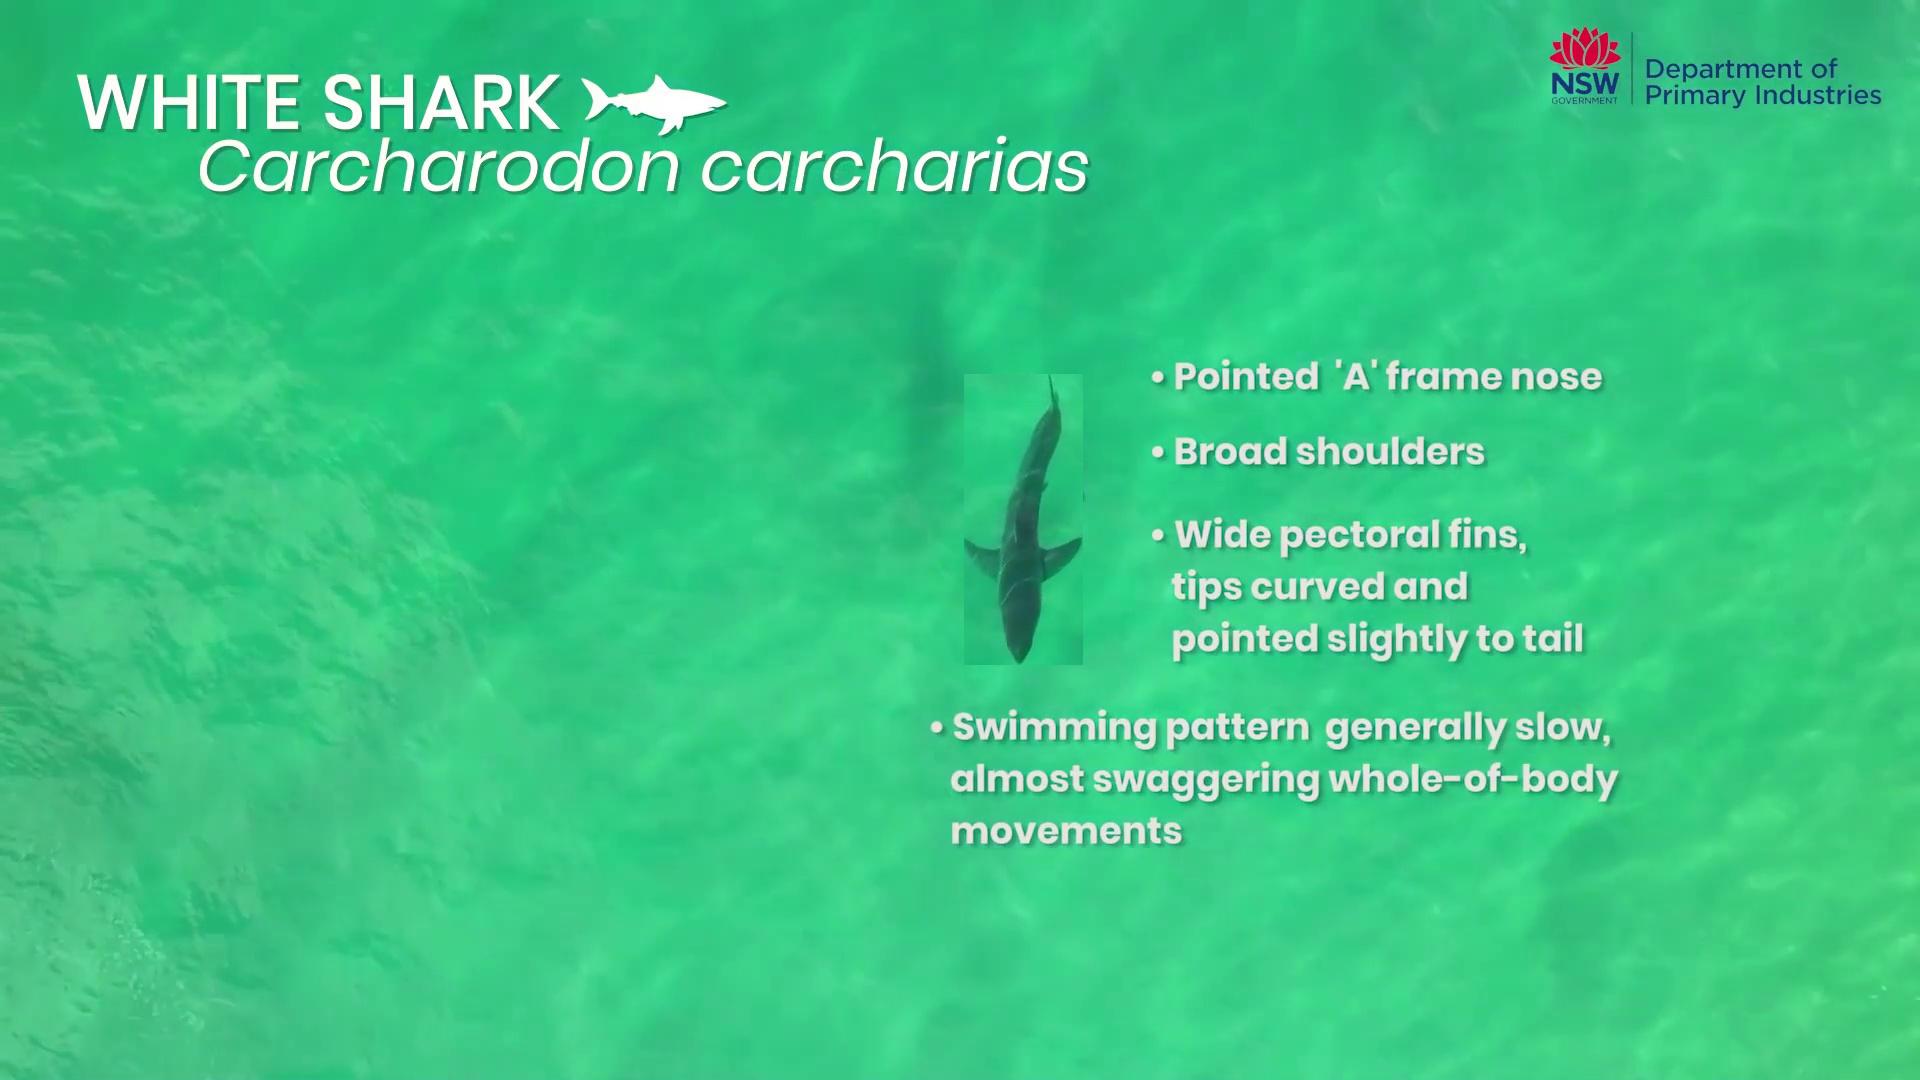 WHITE SHARK
Carcharodon carcharias
NSW
GOVERNMENT
Department of
Primary Industries
• Pointed 'A' frame nose
• Broad shoulders
• Wide pectoral fins,
tips curved and
pointed slightly to tail
• Swimming pattern generally slow,
almost swaggering whole-of-body
movements